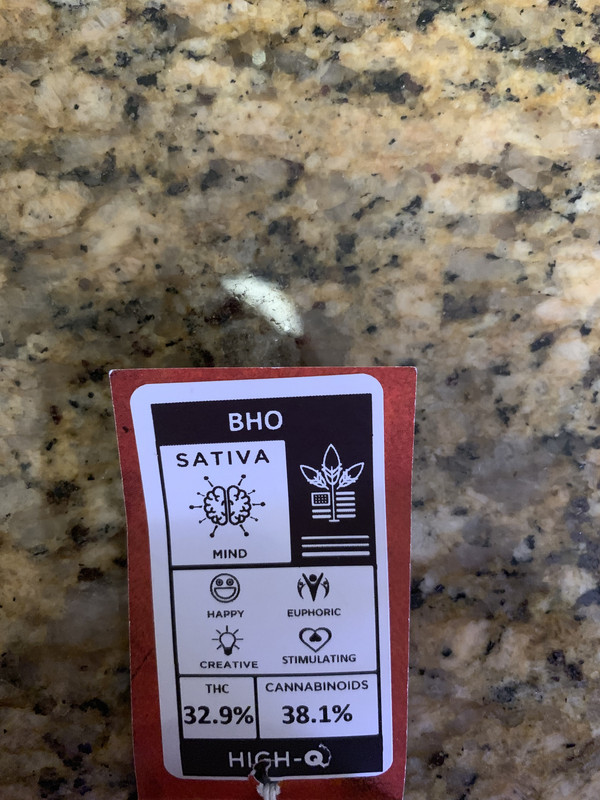 BHO
SATIVA
MIND
HAPPY EUPHORIC
CREATIVE STIMULATING
THC CANNABINOIDS
32.9% 38.1%
HIGH-Q